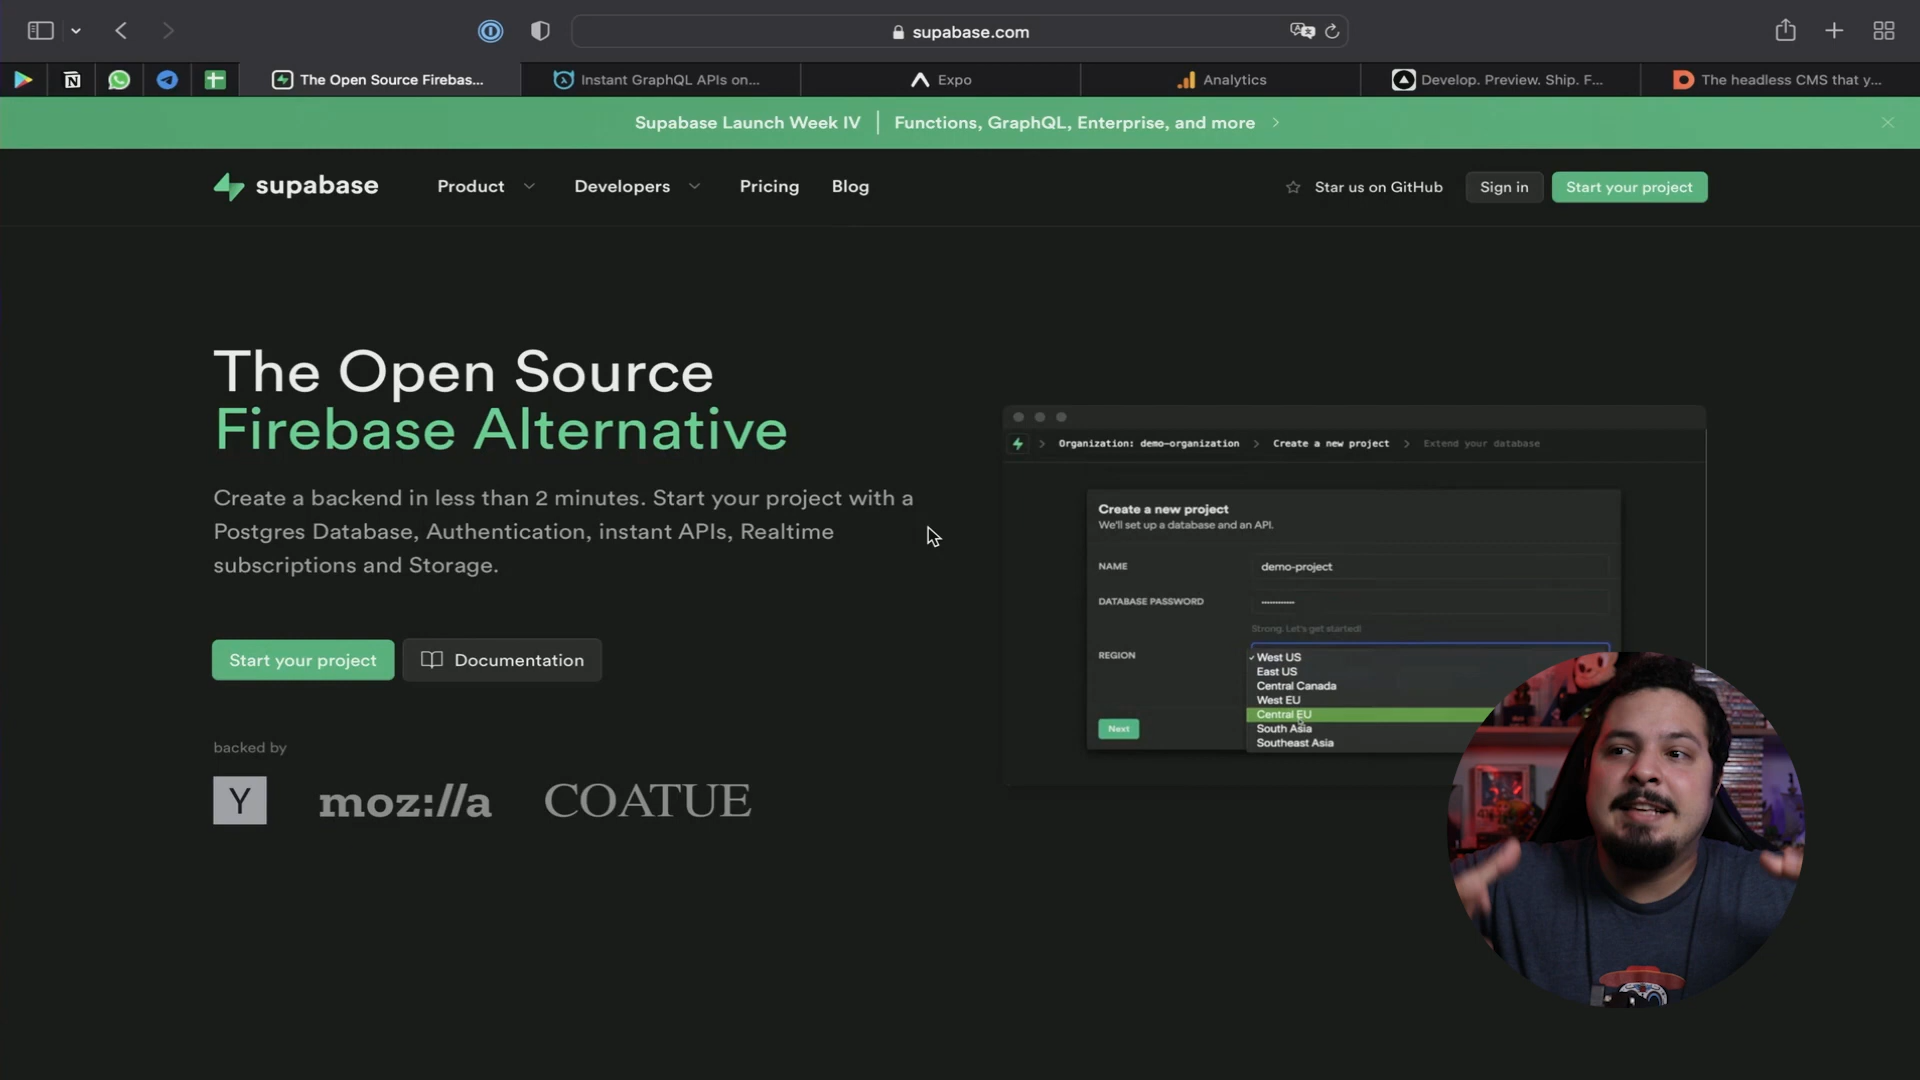 supabase.com
The Open Source Firebas...
Instant GraphQL APIs on...
Expo
Analytics
Develop. Preview. Ship. F...
The headless CMS that y...
Supabase Launch Week IV | Functions, GraphQL, Enterprise, and more
supabase
Product
Developers
Pricing
Blog
Star us on GitHub
Sign in
Start your project
The Open Source
Firebase Alternative
Create a backend in less than 2 minutes. Start your project with a
Postgres Database, Authentication, instant APIs, Realtime
subscriptions and Storage.
Start your project
Documentation
backed by
Y
moz://a
COATUE
Organization: demo-organization
Create a new project
Extend your database
Create a new project
We'll set up a database and an API.
NAME
demo-project
DATABASE PASSWORD
Strong. Let's get started!
REGION
West US
East US
Central Canada
West EU
Central EU
South Asia
Southeast Asia
Next